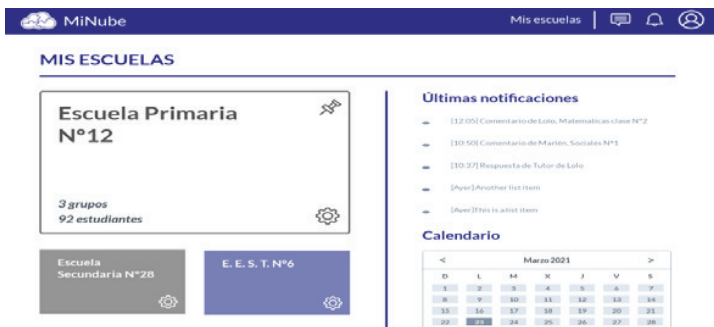 MiNube
Mis escuelas
MIS ESCUELAS
Escuela Primaria
N°12
3 grupos
92 estudiantes
Escuela
Secundaria N°28
E. E. S. T. N°6
Últimas notificaciones
[12:05] Comentario de Lolo, Matematicas clase N°2
[10:50] Comentario de Marién, Sociales N°1
[10:37] Respuesta de Tutor de Lolo
[Ayer] Another list item
[Ayer] This is a list item
Calendario
< Marzo 2021 >
D L M X J V S
1 2 3 4 5 6 7
8 9 10 11 12 13 14
15 16 17 18 19 20 21
22 23 24 25 26 27 28